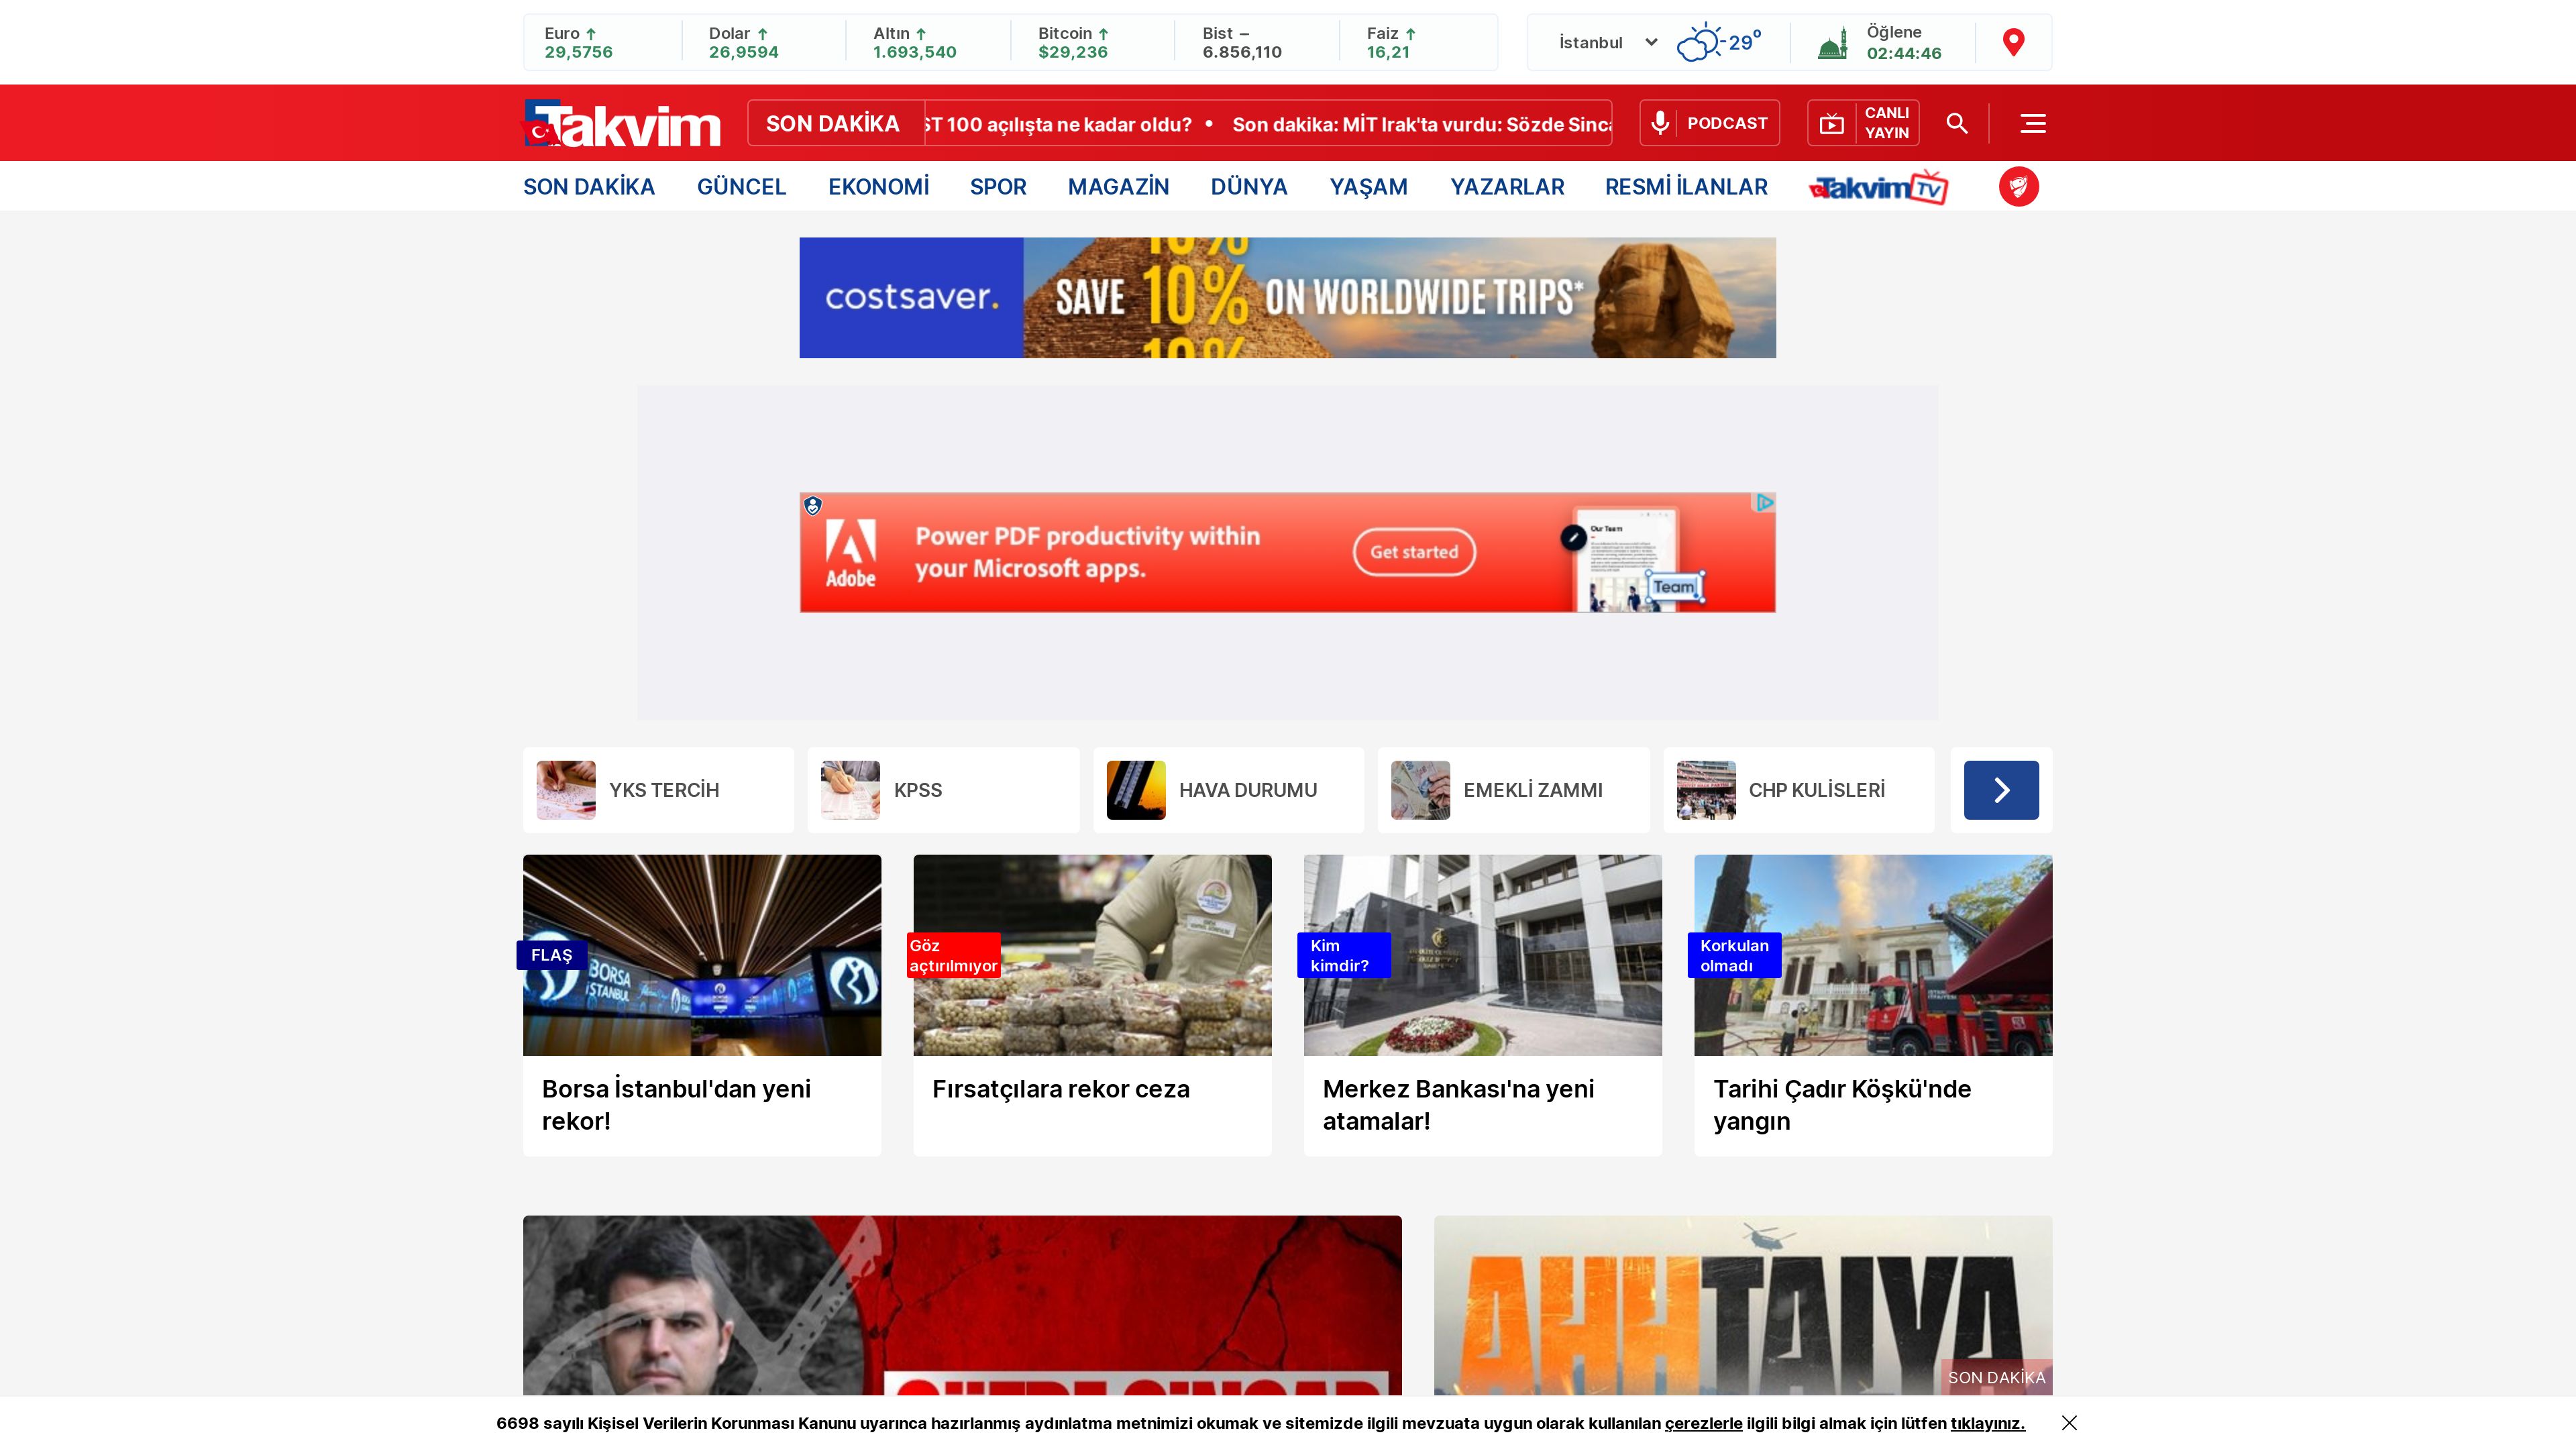 Euro
29,5756
Dolar
26,9594
Altın
1.693,540
Bitcoin
$29,236
Bist
6.856,110
Faiz
16,21
İstanbul
29°
Öğlene
02:44:46
Takvim
SON DAKİKA
ST 100 açılışta ne kadar oldu? • Son dakika: MİT Irak'ta vurdu: Sözde
PODCAST
CANLI
YAYIN
SON DAKİKA
GÜNCEL
EKONOMİ
SPOR
MAGAZİN
DÜNYA
YAŞAM
YAZARLAR
RESMİ İLANLAR
Takvim TV
costsaver.
SAVE 10% ON WORLDWIDE TRIPS*
Adobe
Power PDF productivity within
your Microsoft apps.
Get started
Our Team
Team
YKS TERCİH
KPSS
HAVA DURUMU
EMEKLİ ZAMMI
CHP KULİSLERİ
BORSA
İSTANBUL
FLAŞ
Göz
açtırılmıyor
Kim
kimdir?
Korkulan
olmadı
Borsa İstanbul'dan yeni
rekor!
Fırsatçılara rekor ceza
Merkez Bankası'na yeni
atamalar!
Tarihi Çadır Köşkü'nde
yangın
AHHTAIYA
SON DAKİKA
6698 sayılı Kişisel Verilerin Korunması Kanunu uyarınca hazırlanmış aydınlatma metnimizi okumak ve sitemizde ilgili mevzuata uygun olarak kullanılan çerezlerle ilgili bilgi almak için lütfen tıklayınız.